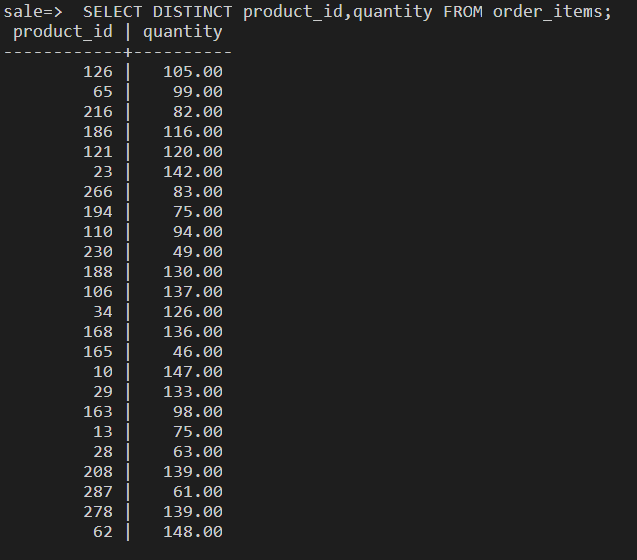 sale=>  SELECT DISTINCT product_id,quantity FROM order_items;
 product_id | quantity
------------+----------
        126 |   105.00
         65 |    99.00
        216 |    82.00
        186 |   116.00
        121 |   120.00
         23 |   142.00
        266 |    83.00
        194 |    75.00
        110 |    94.00
        230 |    49.00
        188 |   130.00
        106 |   137.00
         34 |   126.00
        168 |   136.00
        165 |    46.00
         10 |   147.00
         29 |   133.00
        163 |    98.00
         13 |    75.00
         28 |    63.00
        208 |   139.00
        287 |    61.00
        278 |   139.00
         62 |   148.00